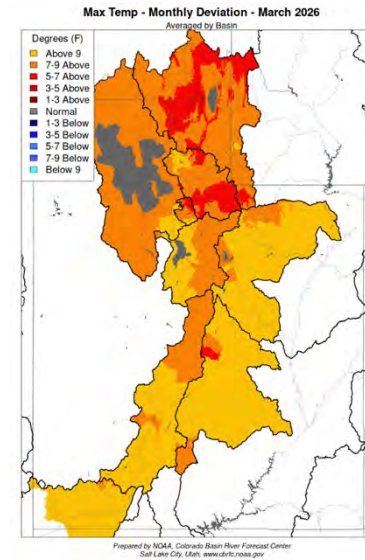 Max Temp - Monthly Deviation - March 2026
Averaged by Basin
Degrees (F)
Above 9
7-9 Above
5-7 Above
3-5 Above
1-3 Above
Normal
1-3 Below
3-5 Below
5-7 Below
7-9 Below
Below 9
Prepared by NOAA, Colorado Basin River Forecast Center
Salt Lake City, Utah, www.cbrfc.noaa.gov